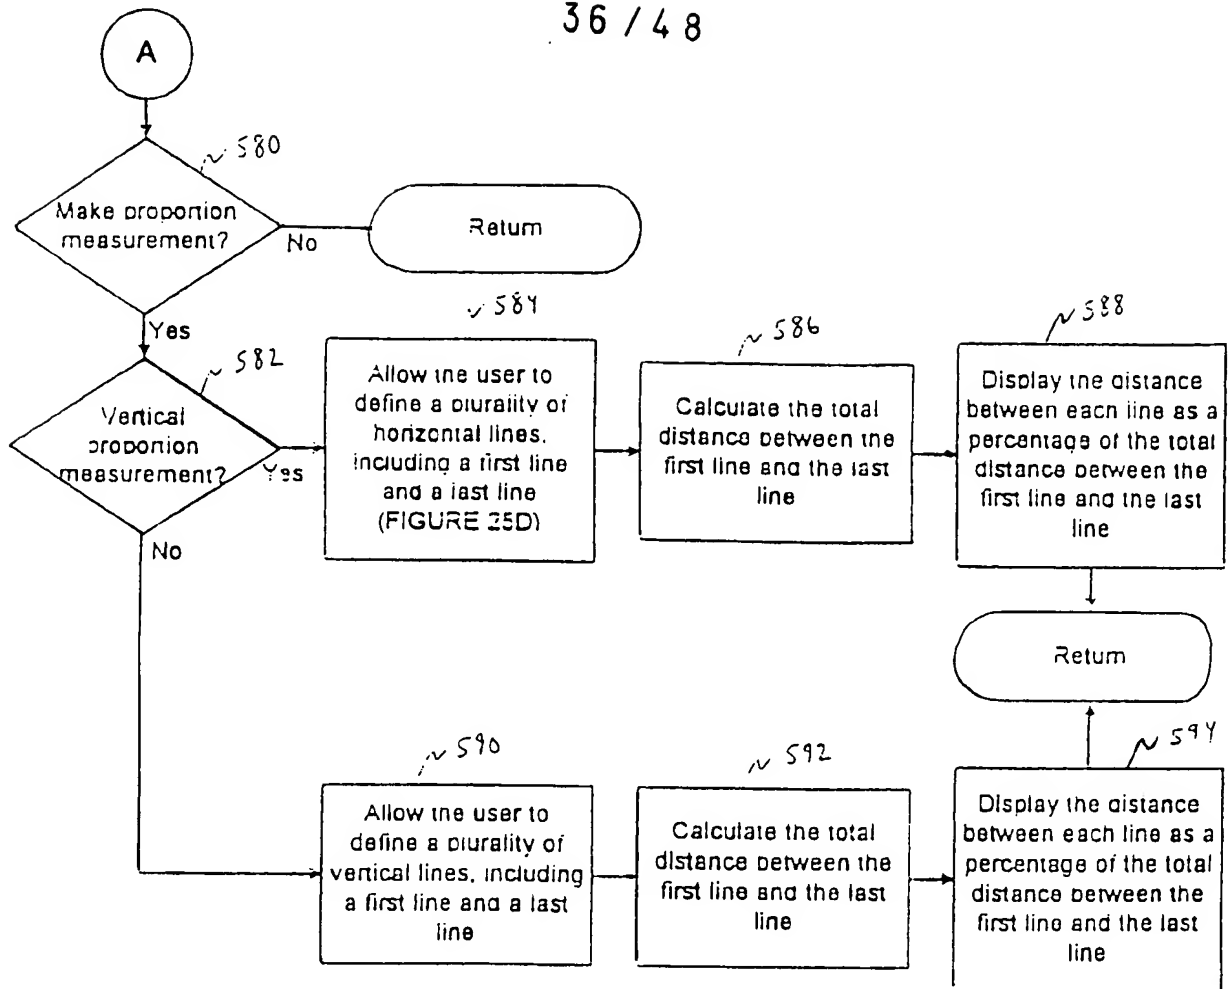 36 / 48
A
580
Make proportion
measurement?
No
Return
Yes
582
Vertical
proportion
measurement?
Yes
No
584
Allow the user to
define a plurality of
horizontal lines,
including a first line
and a last line
(FIGURE 25D)
586
Calculate the total
distance between the
first line and the last
line
588
Display the distance
between each line as a
percentage of the total
distance between the
first line and the last
line
Return
590
Allow the user to
define a plurality of
vertical lines, including
a first line and a last
line
592
Calculate the total
distance between the
first line and the last
line
594
Display the distance
between each line as a
percentage of the total
distance between the
first line and the last
line